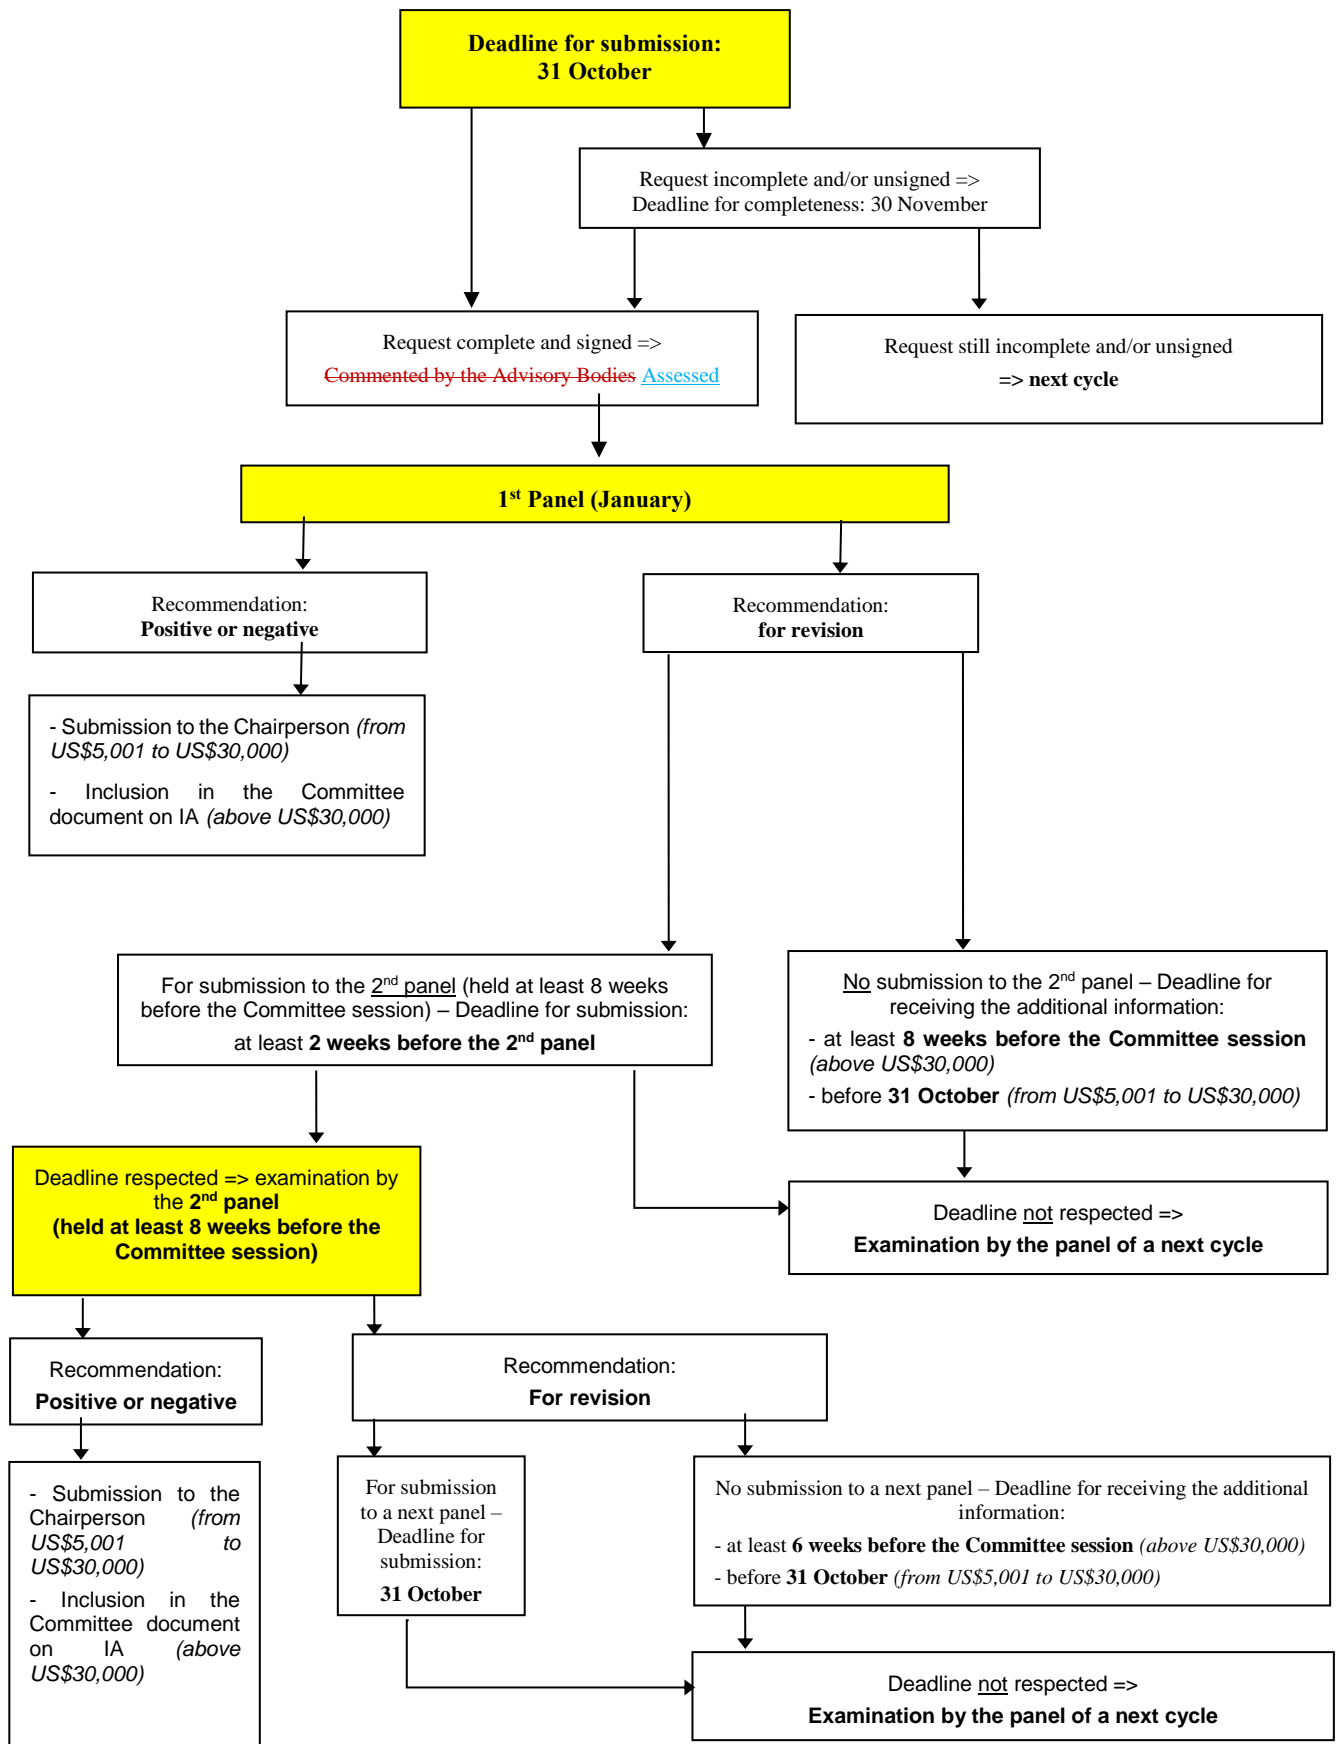 Deadline for submission:
31 October
Request incomplete and/or unsigned =>
Deadline for completeness: 30 November
Request complete and signed =>
Commented by the Advisory Bodies Assessed
Request still incomplete and/or unsigned
=> next cycle
1st Panel (January)
Recommendation:
Positive or negative
Recommendation:
for revision
- Submission to the Chairperson (from
US$5,001 to US$30,000)
- Inclusion in the Committee
document on IA (above US$30,000)
For submission to the 2nd panel (held at least 8 weeks
before the Committee session) – Deadline for submission:
at least 2 weeks before the 2nd panel
No submission to the 2nd panel – Deadline for
receiving the additional information:
- at least 8 weeks before the Committee session
(above US$30,000)
- before 31 October (from US$5,001 to US$30,000)
Deadline respected => examination by
the 2nd panel
(held at least 8 weeks before the
Committee session)
Deadline not respected =>
Examination by the panel of a next cycle
Recommendation:
Positive or negative
Recommendation:
For revision
- Submission to the
Chairperson (from
US$5,001 to
US$30,000)
- Inclusion in the
Committee document
on IA (above
US$30,000)
For submission
to a next panel –
Deadline for
submission:
31 October
No submission to a next panel – Deadline for receiving the additional
information:
- at least 6 weeks before the Committee session (above US$30,000)
- before 31 October (from US$5,001 to US$30,000)
Deadline not respected =>
Examination by the panel of a next cycle